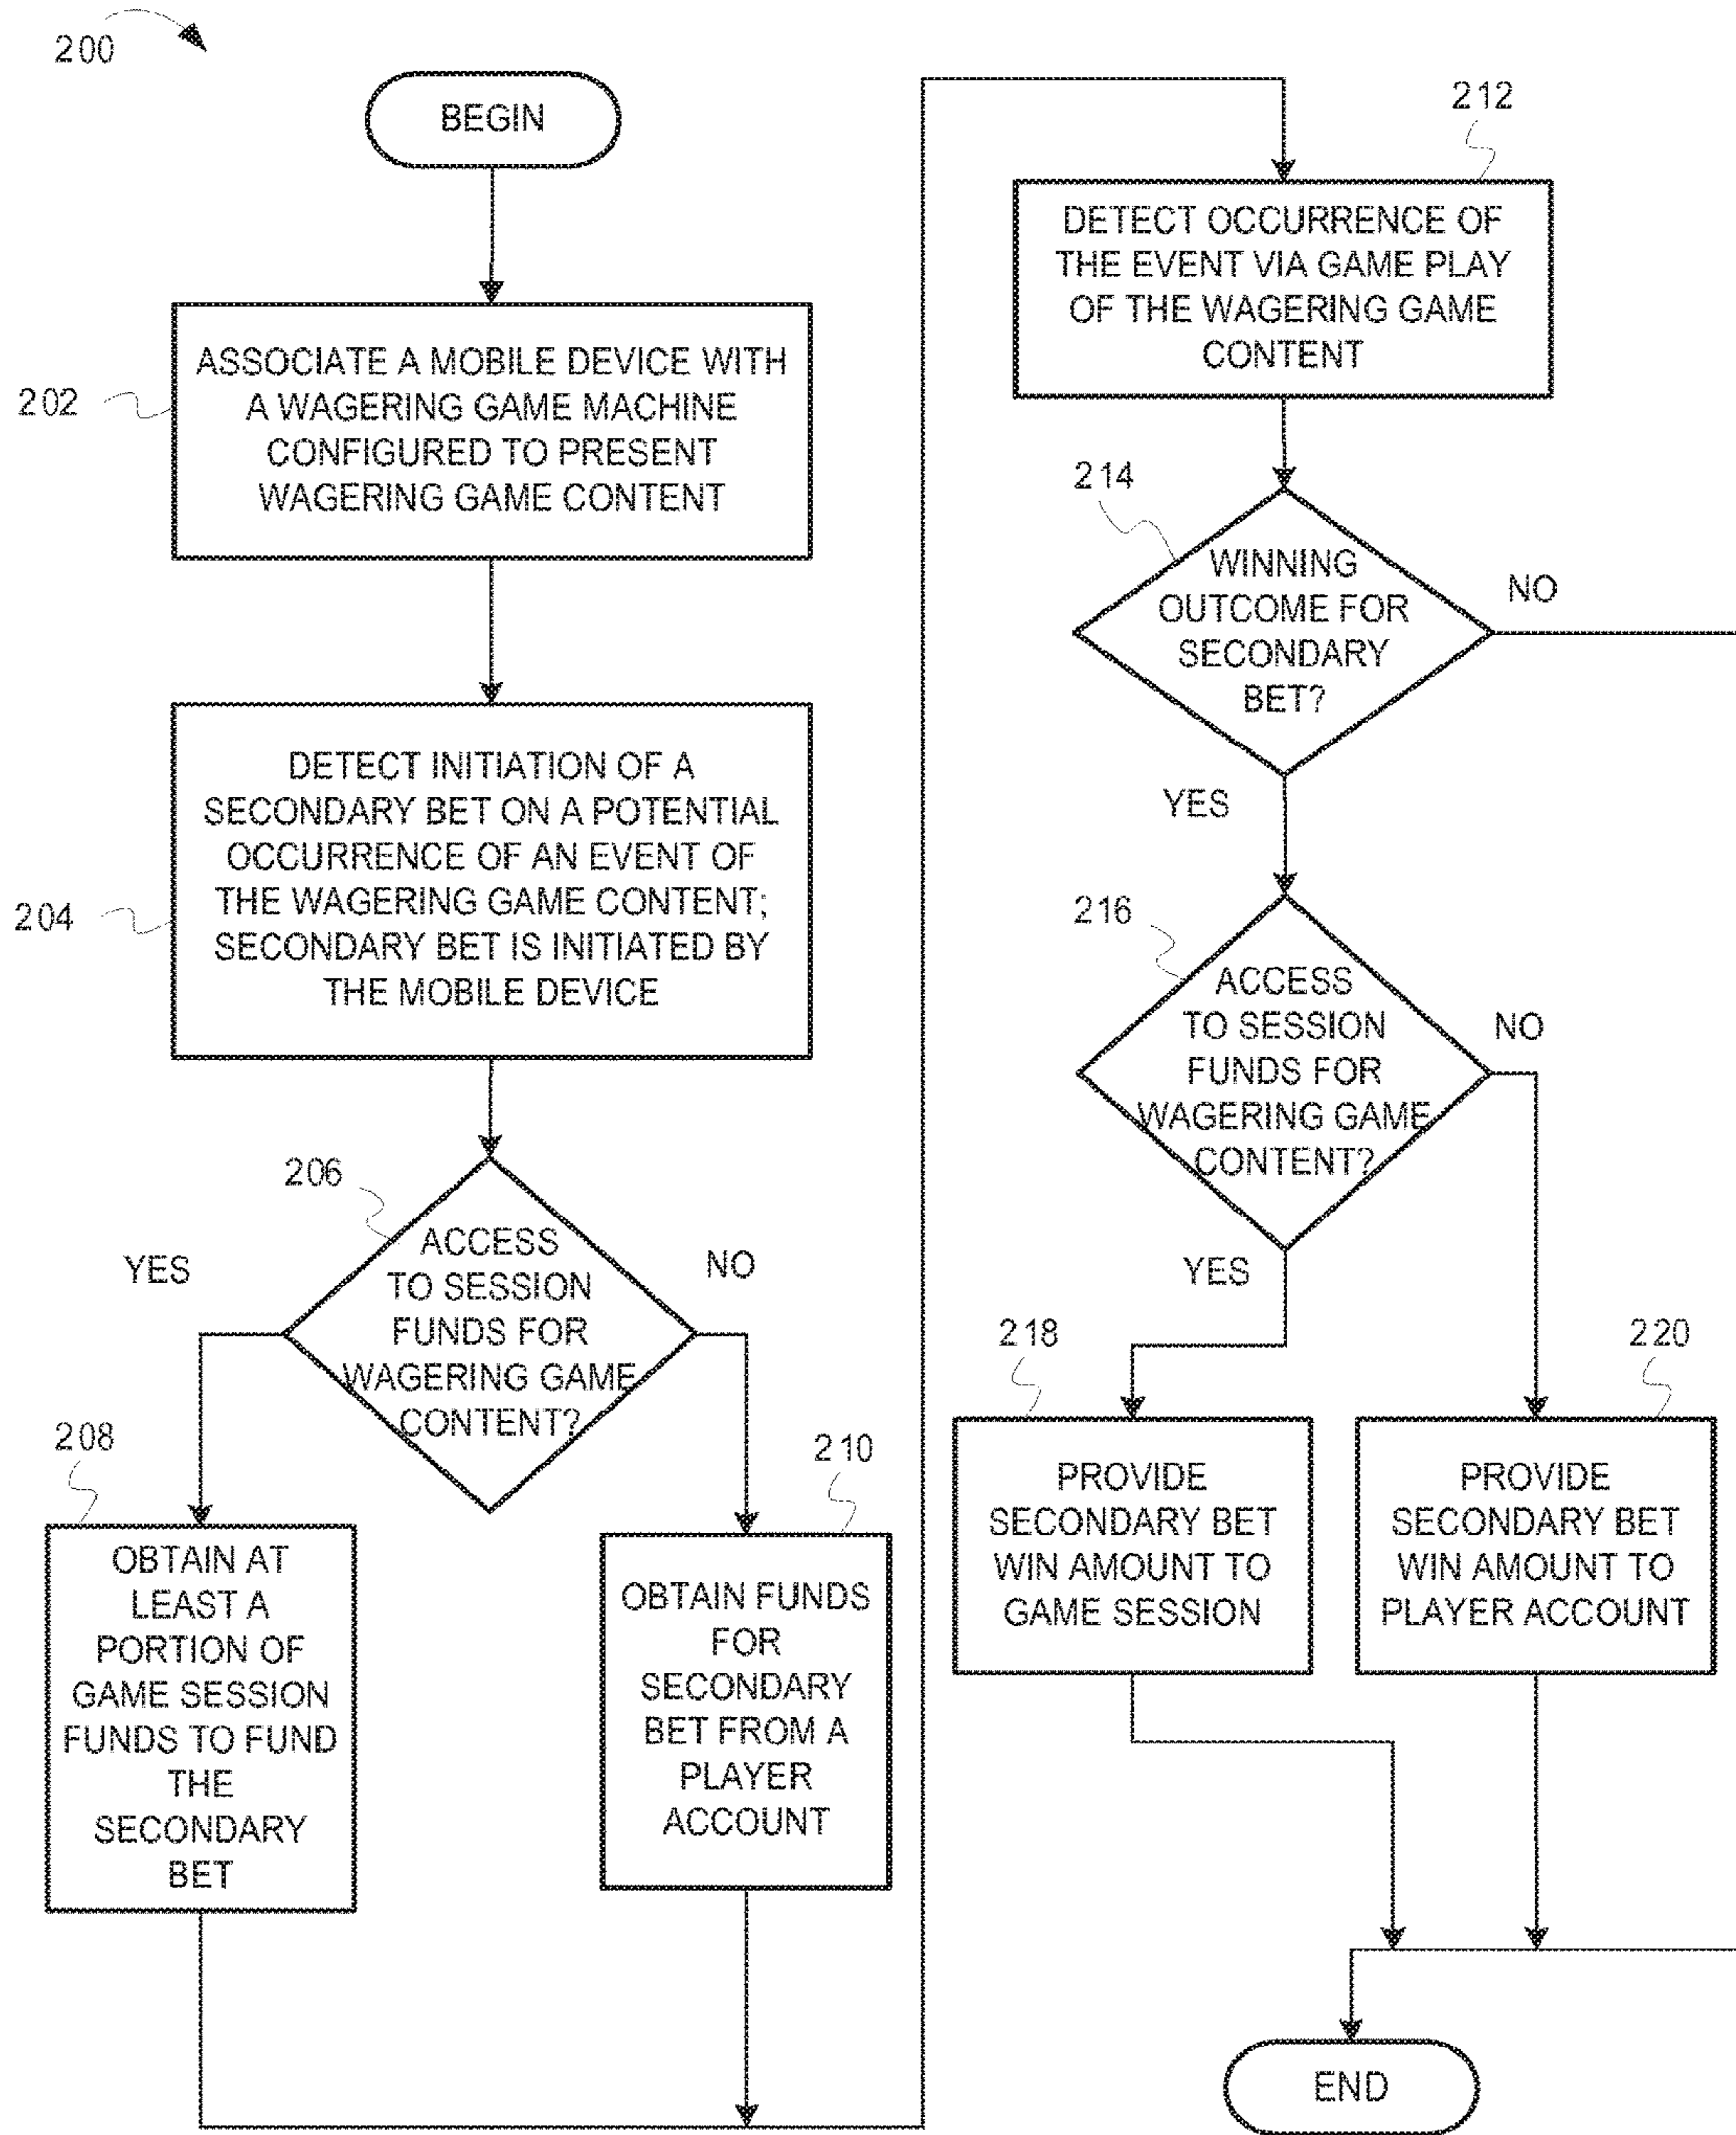 200
BEGIN
202
ASSOCIATE A MOBILE DEVICE WITH
A WAGERING GAME MACHINE
CONFIGURED TO PRESENT
WAGERING GAME CONTENT
204
DETECT INITIATION OF A
SECONDARY BET ON A POTENTIAL
OCCURRENCE OF AN EVENT OF
THE WAGERING GAME CONTENT;
SECONDARY BET IS INITIATED BY
THE MOBILE DEVICE
206
ACCESS
TO SESSION
FUNDS FOR
WAGERING GAME
CONTENT?
YES
NO
208
OBTAIN AT
LEAST A
PORTION OF
GAME SESSION
FUNDS TO FUND
THE
SECONDARY
BET
210
OBTAIN FUNDS
FOR
SECONDARY
BET FROM A
PLAYER
ACCOUNT
212
DETECT OCCURRENCE OF
THE EVENT VIA GAME PLAY
OF THE WAGERING GAME
CONTENT
214
WINNING
OUTCOME FOR
SECONDARY
BET?
NO
YES
216
ACCESS
TO SESSION
FUNDS FOR
WAGERING GAME
CONTENT?
NO
YES
218
PROVIDE
SECONDARY BET
WIN AMOUNT TO
GAME SESSION
220
PROVIDE
SECONDARY BET
WIN AMOUNT TO
PLAYER ACCOUNT
END